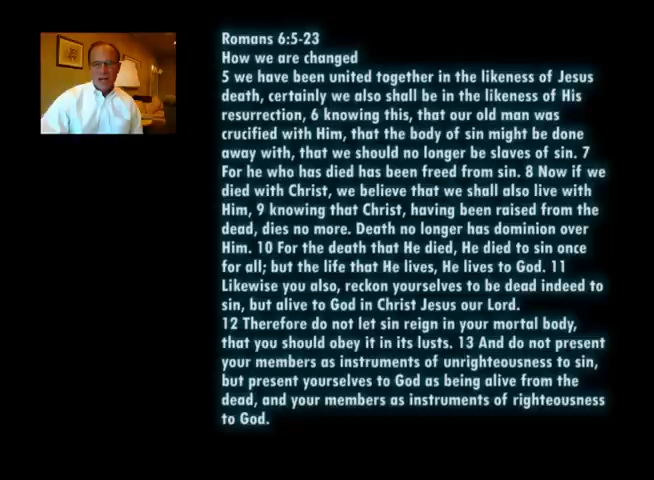 Romans 6:5-23
How we are changed
5 we have been united together in the likeness of Jesus
death, certainly we also shall be in the likeness of His
resurrection, 6 knowing this, that our old man was
crucified with Him, that the body of sin might be done
away with, that we should no longer be slaves of sin. 7
For he who has died has been freed from sin. 8 Now if we
died with Christ, we believe that we shall also live with
Him, 9 knowing that Christ, having been raised from the
dead, dies no more. Death no longer has dominion over
Him. 10 For the death that He died, He died to sin once
for all; but the life that He lives, He lives to God. 11
Likewise you also, reckon yourselves to be dead indeed to
sin, but alive to God in Christ Jesus our Lord.
12 Therefore do not let sin reign in your mortal body,
that you should obey it in its lusts. 13 And do not present
your members as instruments of unrighteousness to sin,
but present yourselves to God as being alive from the
dead, and your members as instruments of righteousness
to God.